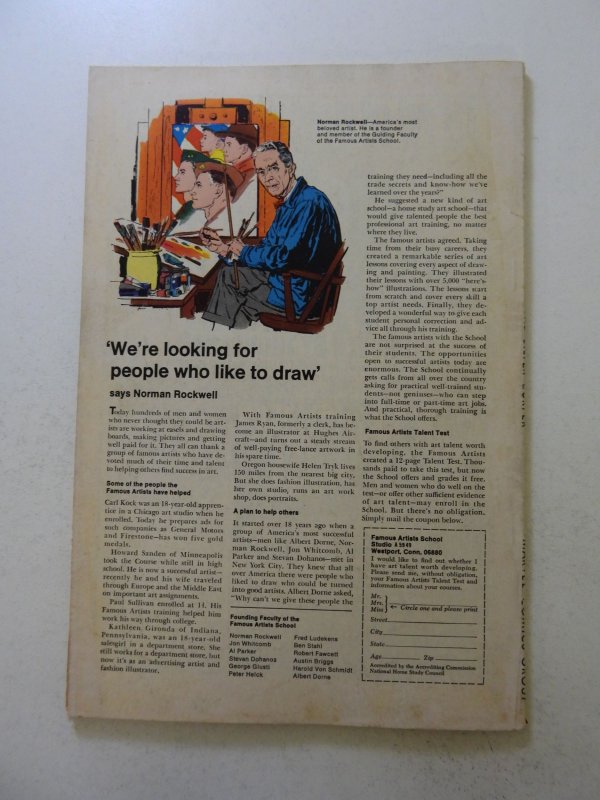 Norman Rockwell—America's most
beloved artist. He is a founder
and member of the Guiding Faculty
of the Famous Artists School.
'We're looking for
people who like to draw'
says Norman Rockwell
Today hundreds of men and women
who never thought they could be art-
ists are working at easels and drawing
boards, making pictures and getting
well paid for it. They all can thank a
group of famous artists who have de-
voted much of their time and talent
to helping others find success in art.
Some of the people the
Famous Artists have helped
Carl Kock was an 18-year-old appren-
tice in a Chicago art studio when he
enrolled. Today he prepares ads for
such companies as General Motors
and Firestone—has won five gold
medals.
Howard Sanden of Minneapolis
took the Course while still in high
school. He is now a successful artist—
recently he and his wife traveled
through Europe and the Middle East
on important art assignments.
Paul Sullivan enrolled at 14. His
Famous Artists training helped him
work his way through college.
Kathleen Gironda of Indiana,
Pennsylvania, was an 18-year-old
salesgirl in a department store. She
still works for a department store, but
now it's as an advertising artist and
fashion illustrator.
With Famous Artists training
James Ryan, formerly a clerk, has be-
come an illustrator at Hughes Air-
craft—and turns out a steady stream
of well-paying free-lance artwork in
his spare time.
Oregon housewife Helen Tryk lives
150 miles from the nearest big city.
But she does fashion illustration, has
her own studio, runs an art work
shop, does portraits.
A plan to help others
It started over 18 years ago when a
group of America's most successful
artists—men like Albert Dorne, Nor-
man Rockwell, Jon Whitcomb, Al
Parker and Stevan Dohanos—met in
New York City. They knew that all
over America there were people who
liked to draw who could be turned
into good artists. Albert Dorne asked,
"Why can't we give these people the
Founding Faculty of the
Famous Artists School
Norman Rockwell
Jon Whitcomb
Al Parker
Stevan Dohanos
George Giusti
Peter Helck
Fred Ludekens
Ben Stahl
Robert Fawcett
Austin Briggs
Harold Von Schmidt
Albert Dorne
training they need—including all the
trade secrets and know-how we've
learned over the years?"
He suggested a new kind of art
school—a house study art school—that
would give talented people the best
professional art training, no matter
where they live.
The famous artists agreed. Taking
time from their busy careers, they
created a remarkable series of art
lessons covering every aspect of draw-
ing and painting. They illustrated
their lessons with over 5,000 "here's-
how" illustrations. The lessons start
from scratch and cover every skill a
top artist needs. Finally, they de-
veloped a wonderful way to give each
student personal correction and ad-
vice all through his training.
The famous artists with the School
are not surprised at the success of
their students. The opportunities
open to successful artists today are
enormous. The School continually
gets calls from all over the country
asking for practical well-trained stu-
dents—not geniuses—who can step
into full-time or part-time art jobs.
And practical, thorough training is
what the School offers.
Famous Artists Talent Test
To find others with art talent worth
developing, the Famous Artists
created a 12-page Talent Test. Thou-
sands paid to take this test, but now
the School offers and grades it free.
Men and women who do well on the
test—or offer other sufficient evidence
of art talent—may enroll in the
School. But there's no obligation.
Simply mail the coupon below.
Famous Artists School
Studio
Westport, Conn. 06880
I would like to find out whether I
have art talent worth developing.
Please send me, without obligation,
your Famous Artists Talent Test and
information about your courses.
Mr.
Mrs. ← Circle one and please print
Miss
Street
City
State
Age Zip
Accredited by the Accrediting Commission
National Home Study Council